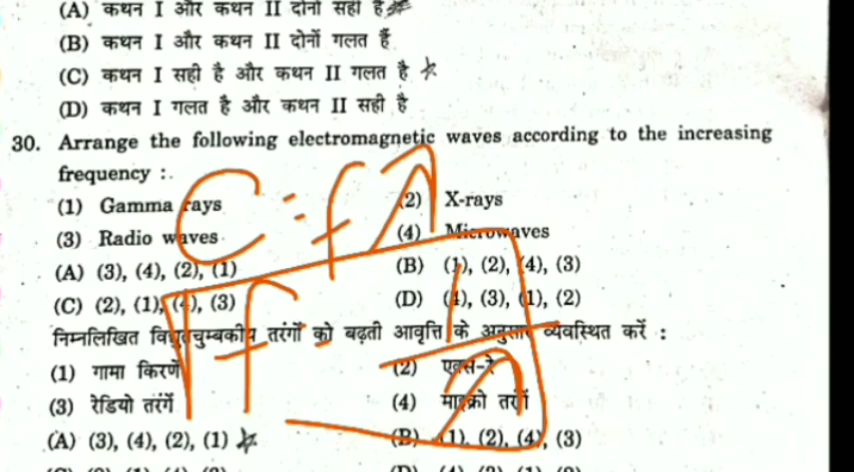 (A) कथन I और कथन II दोनों सही हैं
(B) कथन I और कथन II दोनों गलत हैं
(C) कथन I सही है और कथन II गलत है
(D) कथन I गलत है और कथन II सही है
30. Arrange the following electromagnetic waves according to the increasing
frequency :.
(1) Gamma rays (2) X-rays
(3) Radio waves (4) Microwaves
(A) (3), (4), (2), (1) (B) (1), (2), (4), (3)
(C) (2), (1), (4), (3) (D) (4), (3), (1), (2)
C = fλ
f = 1/λ
निम्नलिखित विद्युतचुम्बकीय तरंगों को बढ़ती आवृत्ति के अनुसार व्यवस्थित करें :
(1) गामा किरणें (2) एक्स-रे
(3) रेडियो तरंगें (4) माइक्रो तरंगें
(A) (3), (4), (2), (1) (B) (1), (2), (4), (3)